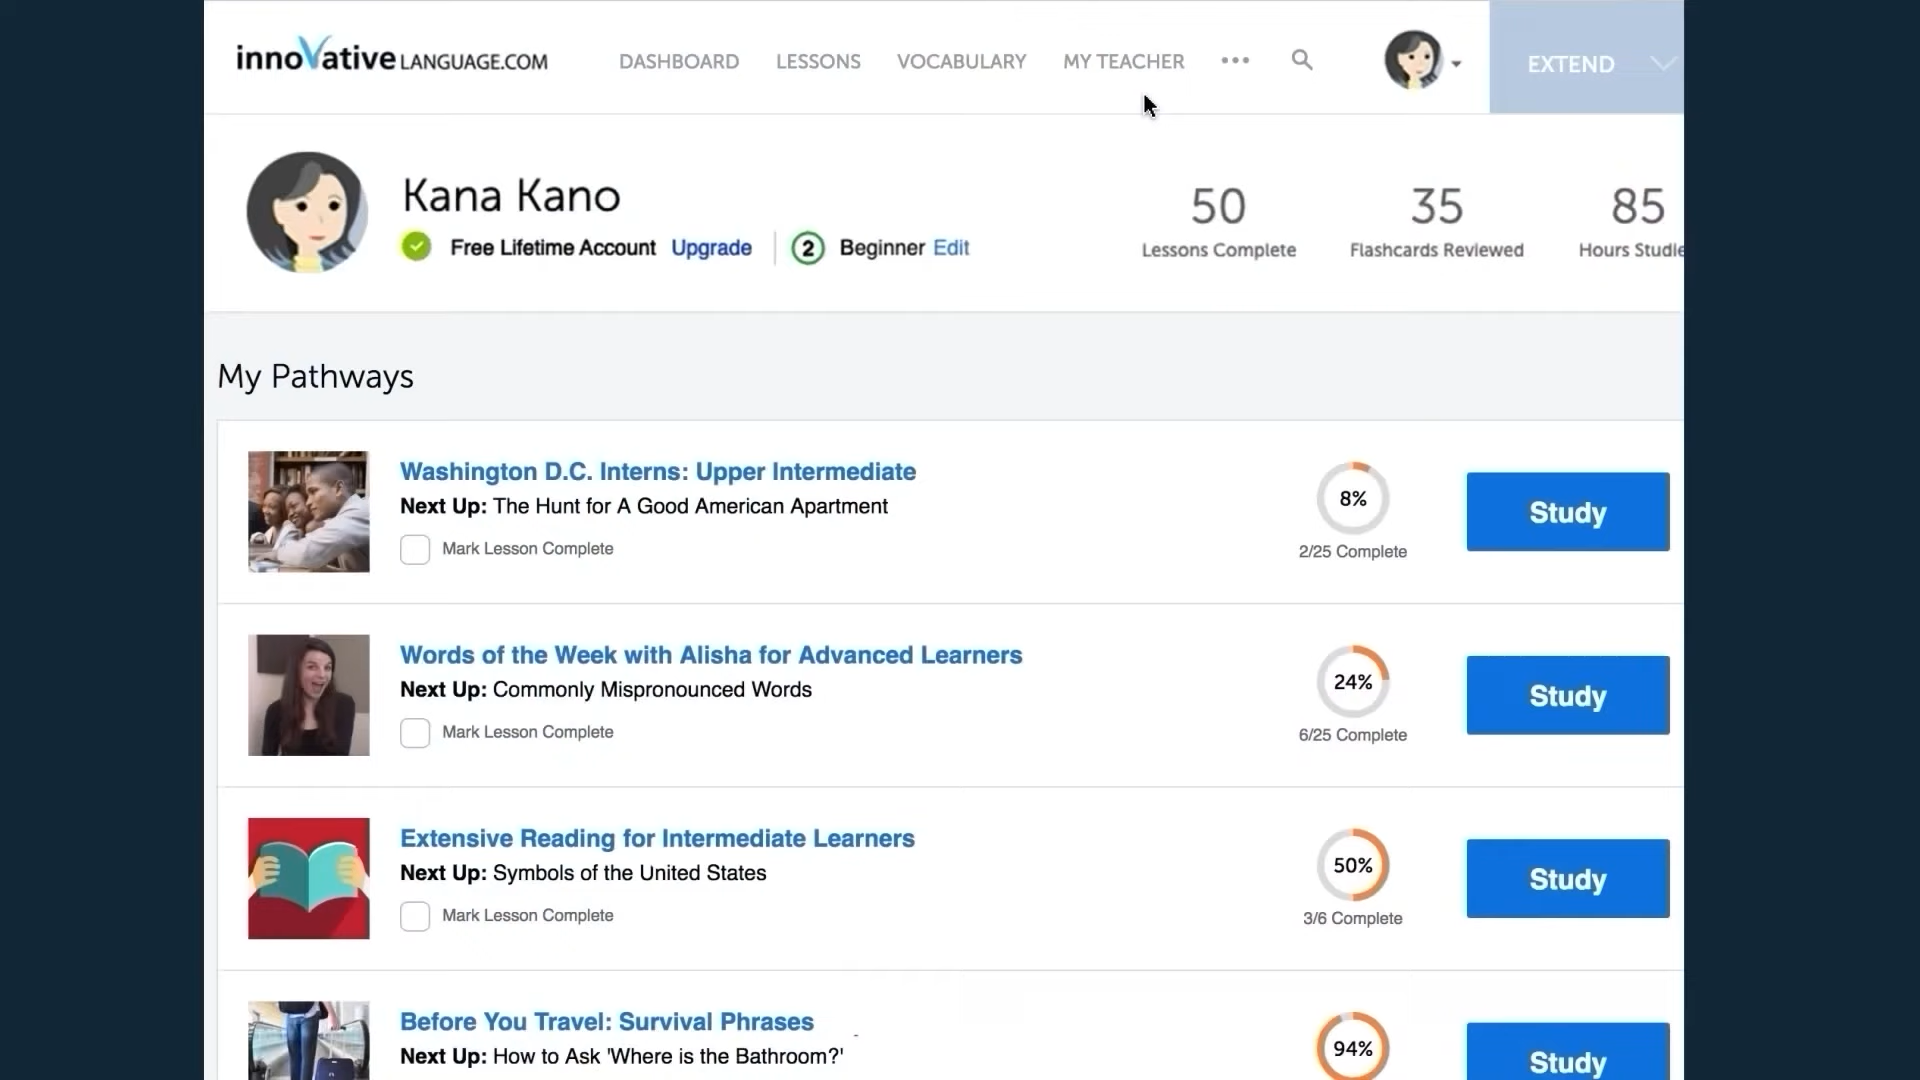 innoVative LANGUAGE.COM
DASHBOARD
LESSONS
VOCABULARY
MY TEACHER
EXTEND
Kana Kano
Free Lifetime Account Upgrade
2 Beginner Edit
50
Lessons Complete
35
Flashcards Reviewed
85
Hours Studie
My Pathways
Washington D.C. Interns: Upper Intermediate
Next Up: The Hunt for A Good American Apartment
Mark Lesson Complete
8%
2/25 Complete
Study
Words of the Week with Alisha for Advanced Learners
Next Up: Commonly Mispronounced Words
Mark Lesson Complete
24%
6/25 Complete
Study
Extensive Reading for Intermediate Learners
Next Up: Symbols of the United States
Mark Lesson Complete
50%
3/6 Complete
Study
Before You Travel: Survival Phrases
Next Up: How to Ask 'Where is the Bathroom?'
94%
Study